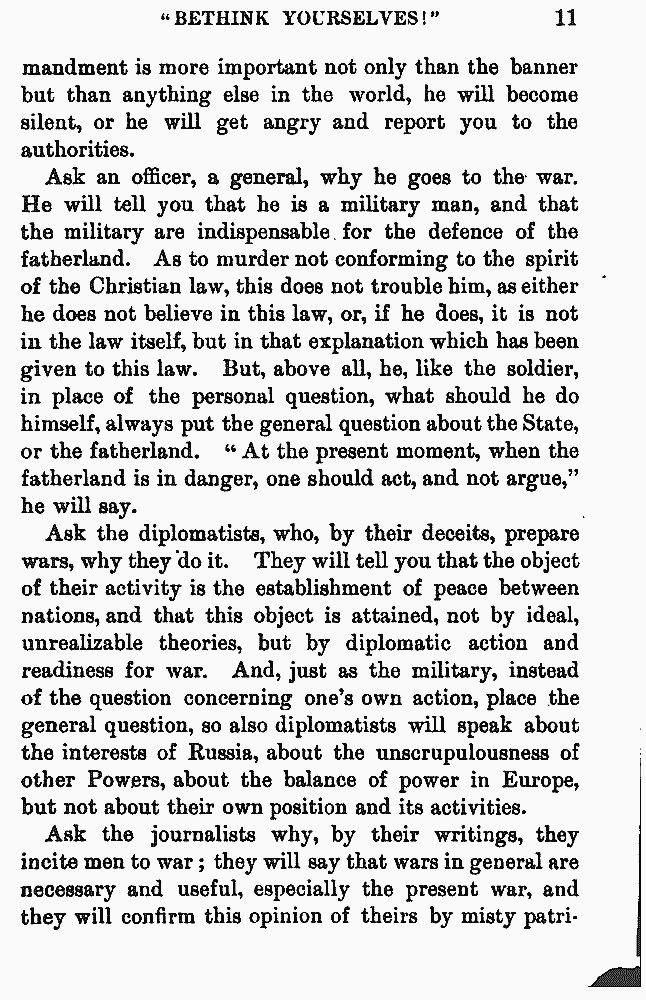 "BETHINK YOURSELVES!" 11
mandment is more important not only than the banner
but than anything else in the world, he will become
silent, or he will get angry and report you to the
authorities.
Ask an officer, a general, why he goes to the war.
He will tell you that he is a military man, and that
the military are indispensable for the defence of the
fatherland. As to murder not conforming to the spirit
of the Christian law, this does not trouble him, as either
he does not believe in this law, or, if he does, it is not
in the law itself, but in that explanation which has been
given to this law. But, above all, he, like the soldier,
in place of the personal question, what should he do
himself, always put the general question about the State,
or the fatherland. "At the present moment, when the
fatherland is in danger, one should act, and not argue,"
he will say.
Ask the diplomatists, who, by their deceits, prepare
wars, why they do it. They will tell you that the object
of their activity is the establishment of peace between
nations, and that this object is attained, not by ideal,
unrealizable theories, but by diplomatic action and
readiness for war. And, just as the military, instead
of the question concerning one's own action, place the
general question, so also diplomatists will speak about
the interests of Russia, about the unscrupulousness of
other Powers, about the balance of power in Europe,
but not about their own position and its activities.
Ask the journalists why, by their writings, they
incite men to war; they will say that wars in general are
necessary and useful, especially the present war, and
they will confirm this opinion of theirs by misty patri-